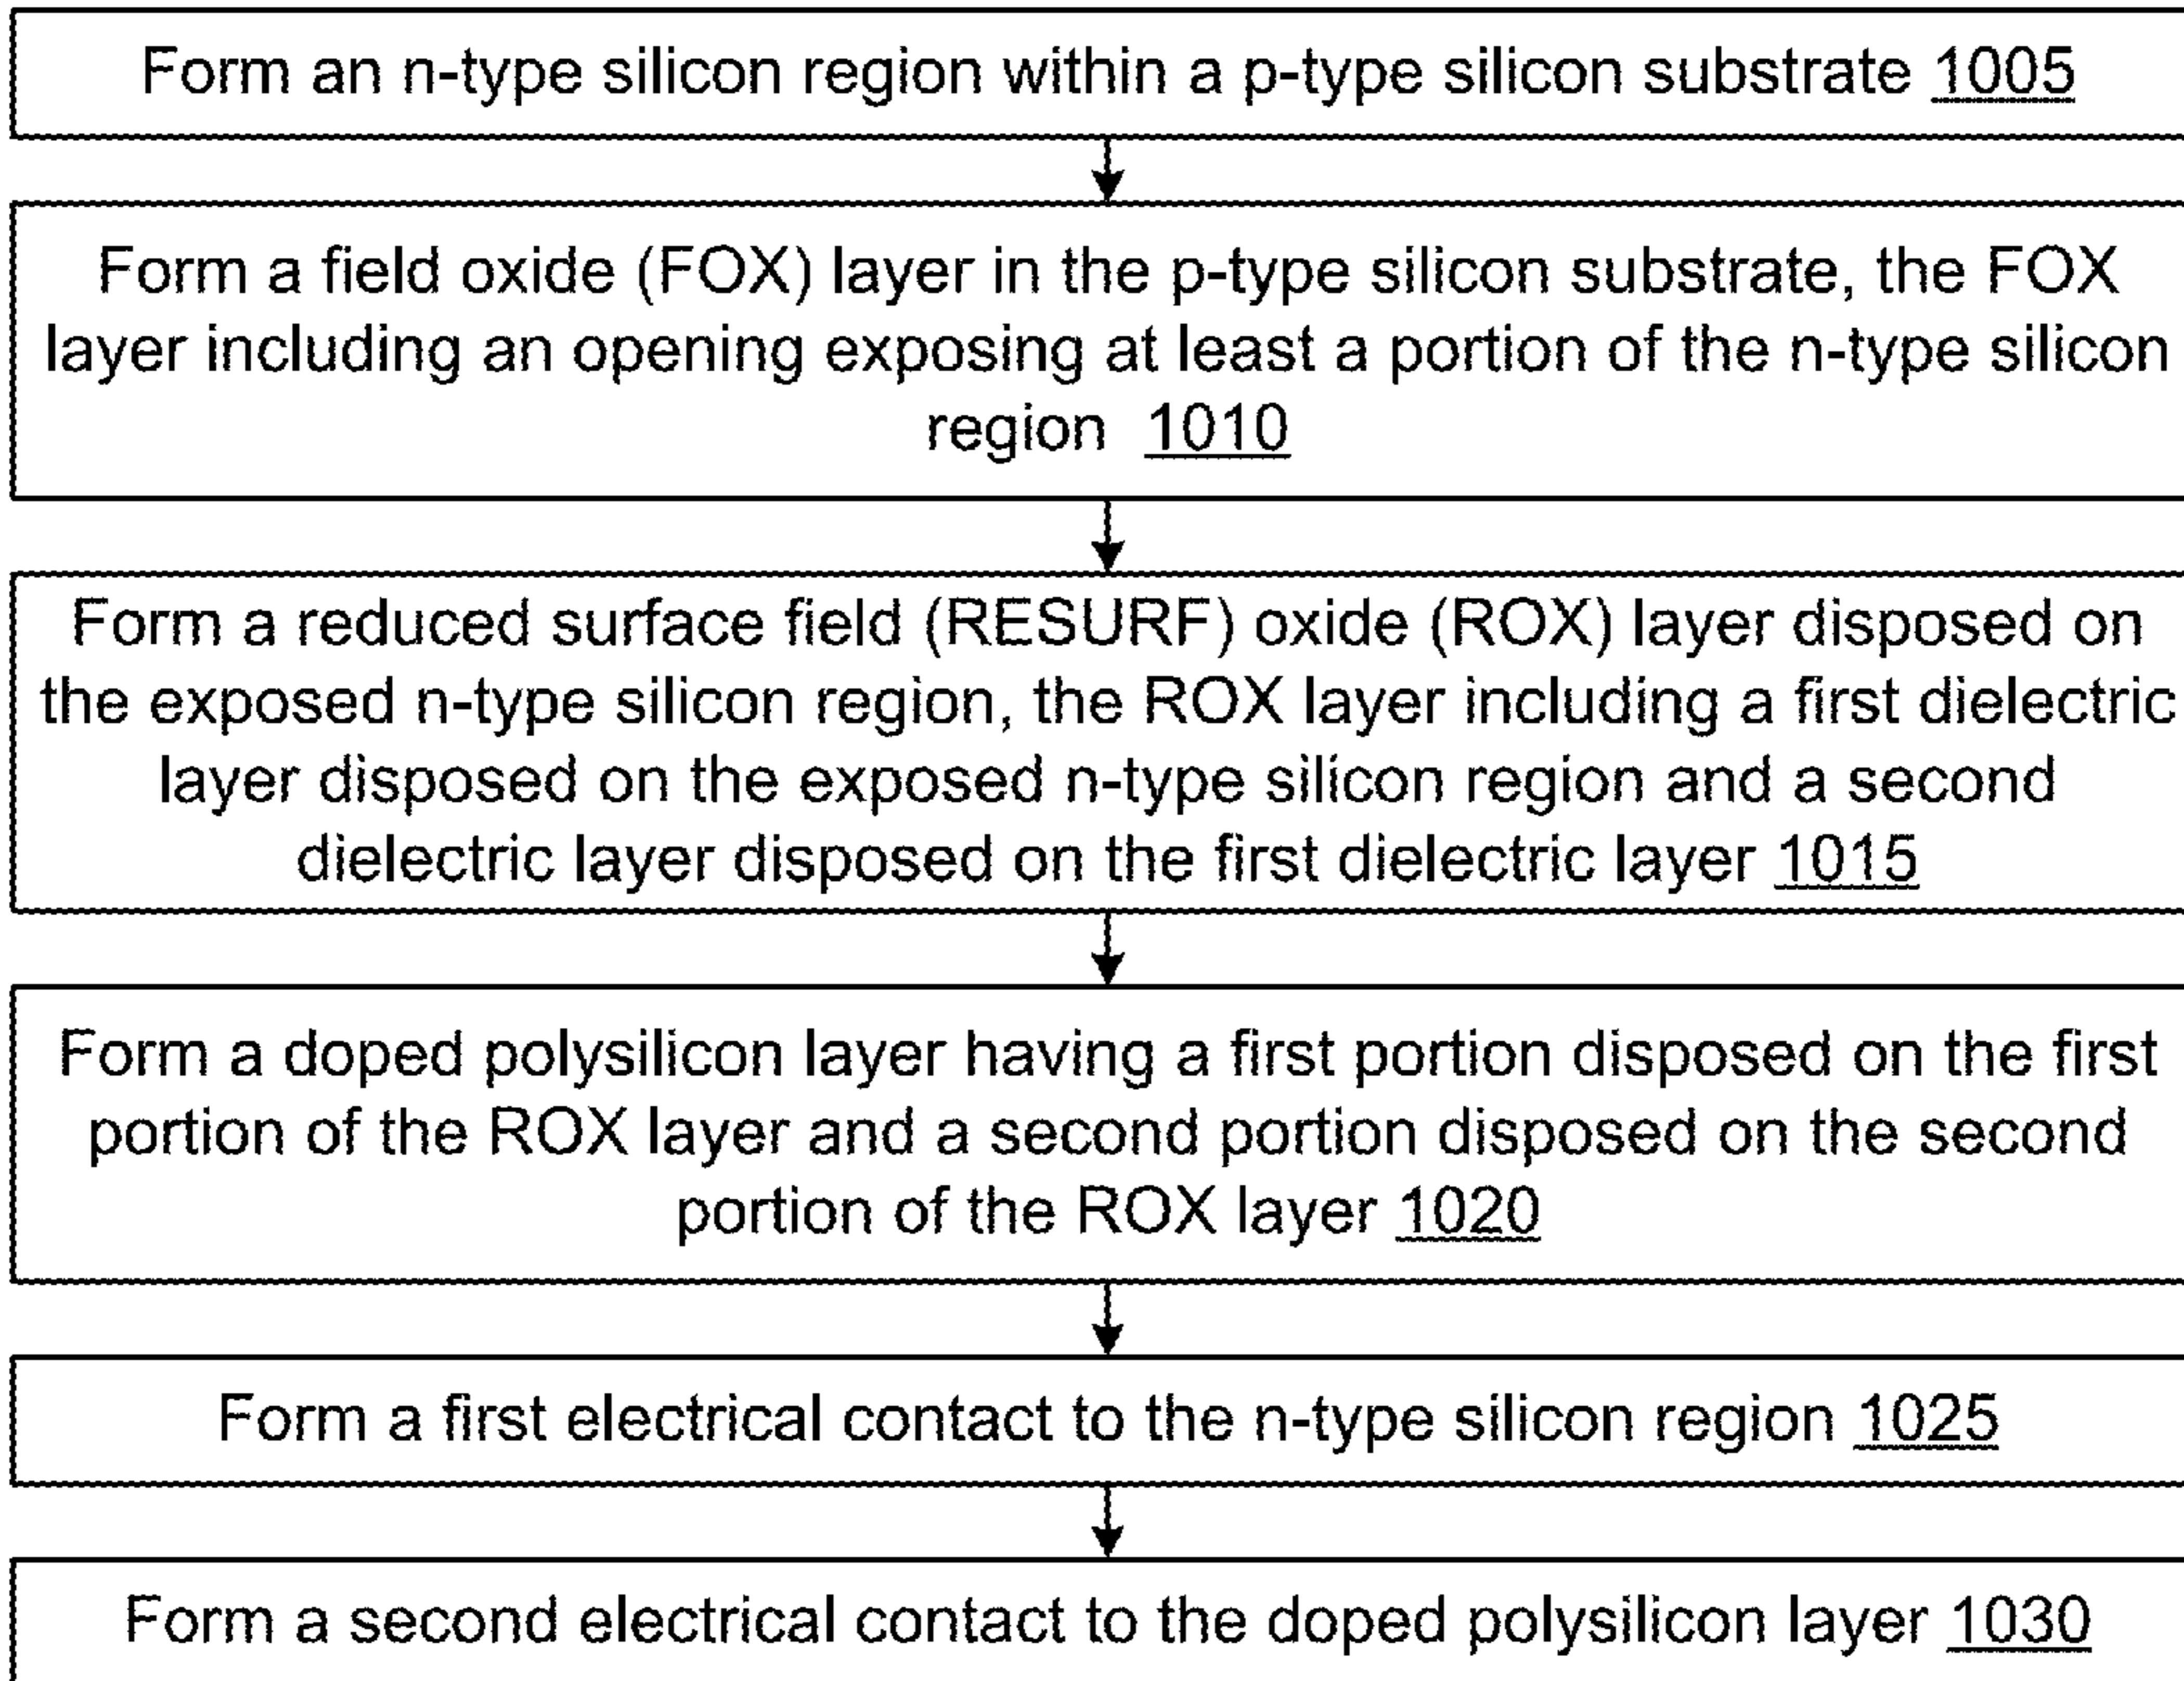 Form an n-type silicon region within a p-type silicon substrate 1005
Form a field oxide (FOX) layer in the p-type silicon substrate, the FOX
layer including an opening exposing at least a portion of the n-type silicon
region 1010
Form a reduced surface field (RESURF) oxide (ROX) layer disposed on
the exposed n-type silicon region, the ROX layer including a first dielectric
layer disposed on the exposed n-type silicon region and a second
dielectric layer disposed on the first dielectric layer 1015
Form a doped polysilicon layer having a first portion disposed on the first
portion of the ROX layer and a second portion disposed on the second
portion of the ROX layer 1020
Form a first electrical contact to the n-type silicon region 1025
Form a second electrical contact to the doped polysilicon layer 1030